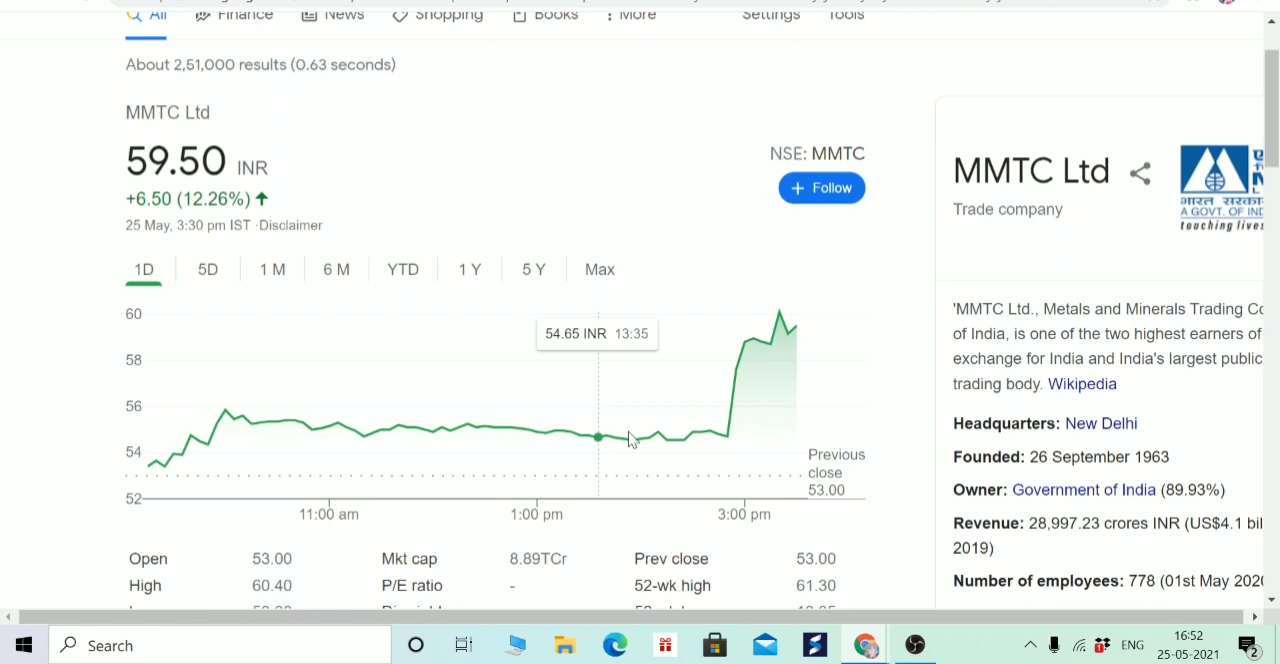 All Finance News Shopping Books More Settings Tools
About 2,51,000 results (0.63 seconds)
MMTC Ltd
59.50 INR
+6.50 (12.26%)
25 May, 3:30 pm IST ·Disclaimer
NSE: MMTC
+ Follow
1D 5D 1 M 6 M YTD 1 Y 5 Y Max
60
58
56
54
52
54.65 INR 13:35
Previous
close
53.00
11:00 am 1:00 pm 3:00 pm
Open 53.00 Mkt cap 8.89TCr Prev close 53.00
High 60.40 P/E ratio - 52-wk high 61.30
MMTC Ltd
Trade company
भारत सरका
A GOVT. OF IND
touching lives
'MMTC Ltd., Metals and Minerals Trading Co
of India, is one of the two highest earners of
exchange for India and India's largest public
trading body. Wikipedia
Headquarters: New Delhi
Founded: 26 September 1963
Owner: Government of India (89.93%)
Revenue: 28,997.23 crores INR (US$4.1 bil
2019)
Number of employees: 778 (01st May 2020
Search
ENG
16:52
25-05-2021
2